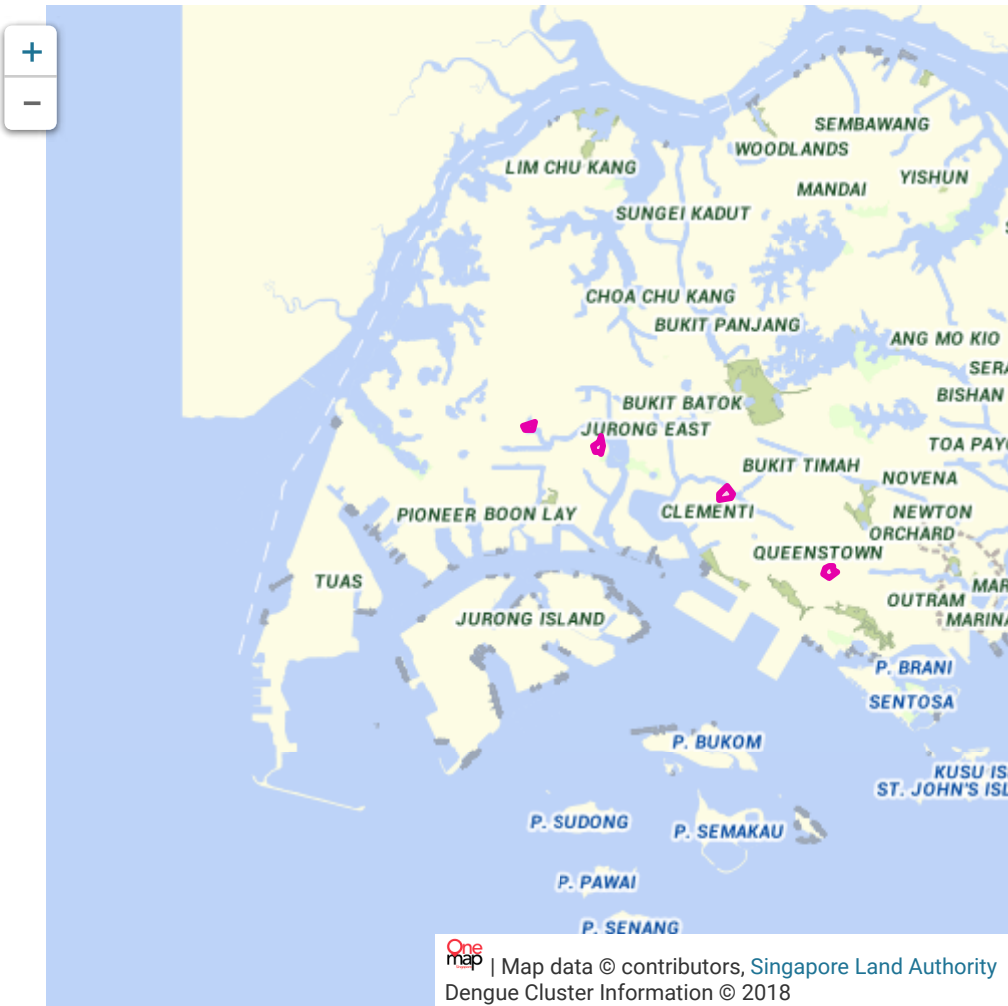 +
−
SEMBAWANG
WOODLANDS
LIM CHU KANG
YISHUN
MANDAI
SUNGEI KADUT
CHOA CHU KANG
BUKIT PANJANG
ANG MO KIO
SERA
BISHAN
BUKIT BATOK
JURONG EAST
TOA PAYO
BUKIT TIMAH
NOVENA
CLEMENTI
NEWTON
PIONEER BOON LAY
ORCHARD
QUEENSTOWN
TUAS
MAR
OUTRAM
JURONG ISLAND
MARINA
P. BRANI
SENTOSA
P. BUKOM
KUSU IS
ST. JOHN'S ISL
P. SUDONG
P. SEMAKAU
P. PAWAI
P. SENANG
One map | Map data © contributors, Singapore Land Authority
Dengue Cluster Information © 2018